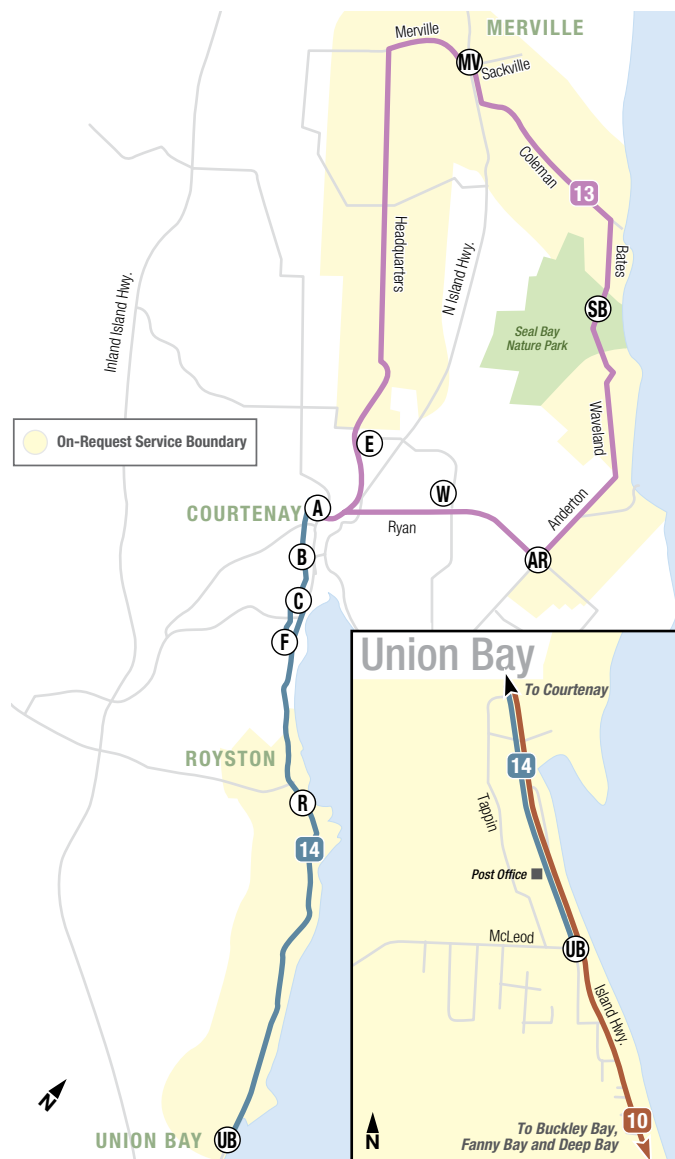 MERVILLE
Merville
MV
Sackville
Coleman
13
Bates
Headquarters
N Island Hwy.
Inland Island Hwy.
SB
Seal Bay
Nature Park
Waveland
On-Request Service Boundary
E
W
COURTENAY
A
Ryan
Anderton
AR
B
C
F
ROYSTON
R
14
N
UNION BAY
UB
Union Bay
To Courtenay
14
Tappin
Post Office
McLeod
UB
Island Hwy.
10
N
To Buckley Bay,
Fanny Bay and Deep Bay